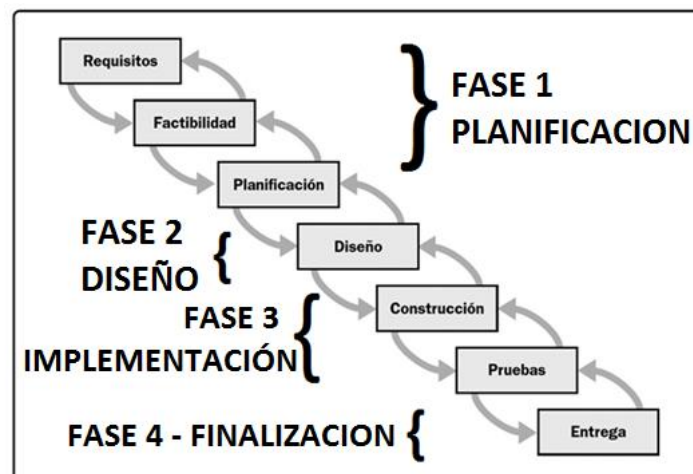 Requisitos
FASE 1
PLANIFICACION
Factibilidad
Planificación
FASE 2
DISEÑO
Diseño
FASE 3
IMPLEMENTACIÓN
Construcción
Pruebas
FASE 4 - FINALIZACION
Entrega